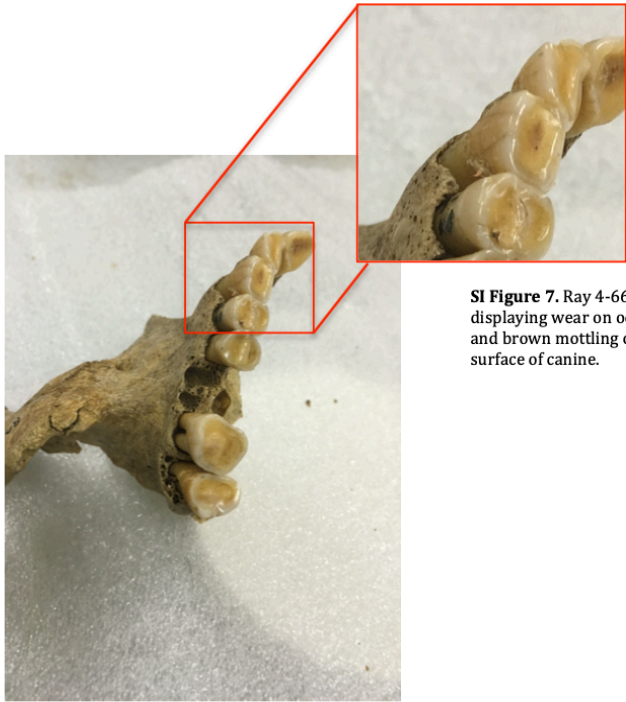 SI Figure 7. Ray 4-66
displaying wear on o
and brown mottling
surface of canine.